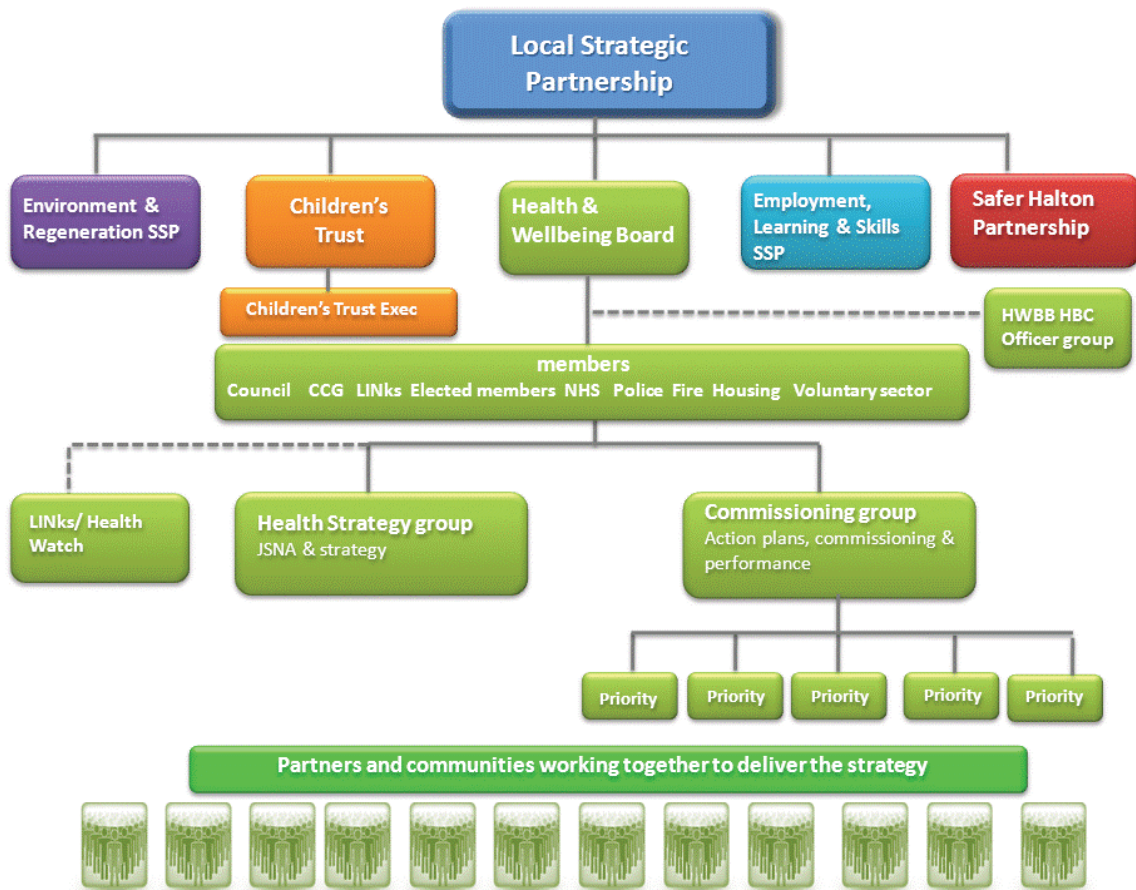 Local Strategic
Partnership
Environment &
Regeneration SSP
Children's
Trust
Health &
Wellbeing Board
Employment,
Learning & Skills
SSP
Safer Halton
Partnership
Children's Trust Exec
HWBB HBC
Officer group
members
Council CCG LINks Elected members NHS Police Fire Housing Voluntary sector
LINks/ Health
Watch
Health Strategy group
JSNA & strategy
Commissioning group
Action plans, commissioning &
performance
Priority
Priority
Priority
Priority
Priority
Partners and communities working together to deliver the strategy